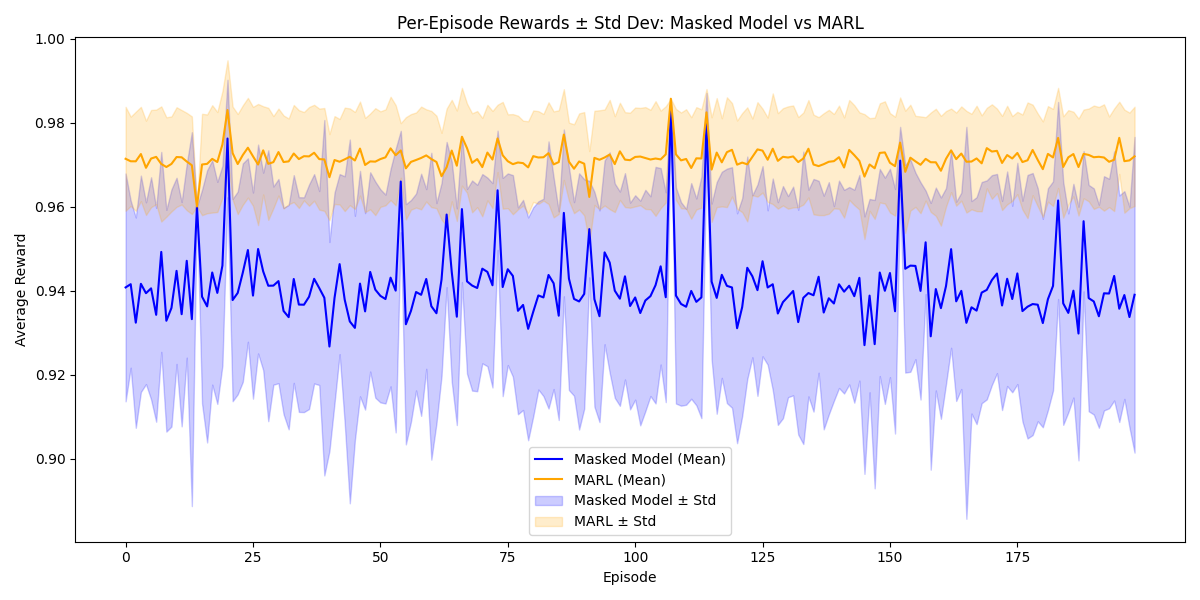 Per-Episode Rewards ± Std Dev: Masked Model vs MARL
Average Reward
1.00
0.98
0.96
0.94
0.92
0.90
Masked Model (Mean)
MARL (Mean)
Masked Model ± Std
MARL ± Std
0 25 50 75 100 125 150 175
Episode